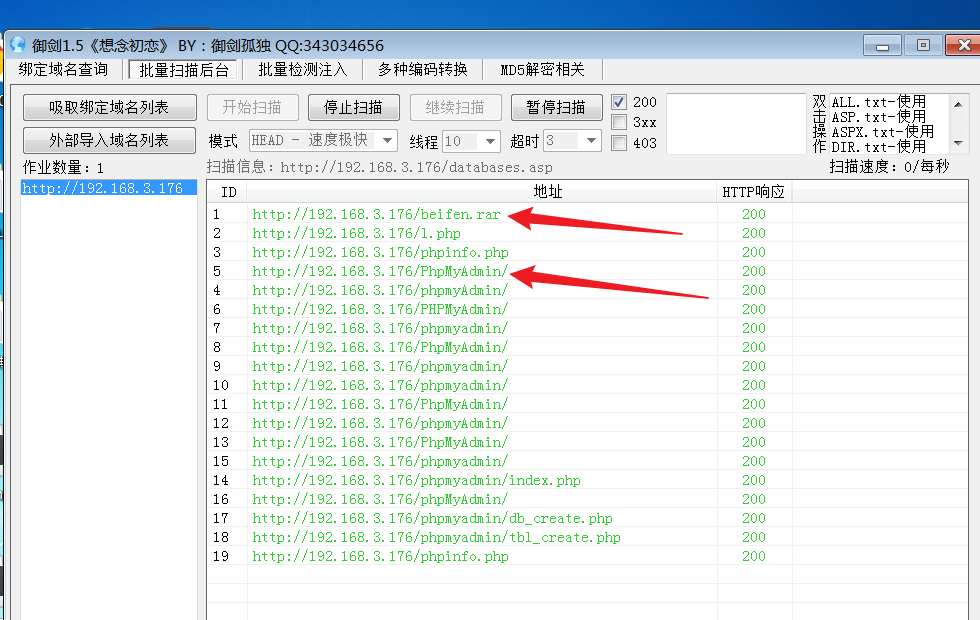 御剑1.5《想念初恋》 BY：御剑孤独 QQ:343034656
绑定域名查询 批量扫描后台 批量检测注入 多种编码转换 MD5解密相关
吸取绑定域名列表 开始扫描 停止扫描 继续扫描 暂停扫描 200
3xx
403
外部导入域名列表 模式 HEAD - 速度极快 线程 10 超时 3
双击操作
ALL.txt-使用
ASP.txt-使用
ASPX.txt-使用
DIR.txt-使用
作业数量：1 扫描信息：http://192.168.3.176/databases.asp 扫描速度：0/每秒
http://192.168.3.176
ID 地址 HTTP响应
1 http://192.168.3.176/beifen.rar 200
2 http://192.168.3.176/l.php 200
3 http://192.168.3.176/phpinfo.php 200
5 http://192.168.3.176/PhpMyAdmin/ 200
4 http://192.168.3.176/phpmyAdmin/ 200
6 http://192.168.3.176/PHPMyAdmin/ 200
7 http://192.168.3.176/phpmyadmin/ 200
8 http://192.168.3.176/PhpMyAdmin/ 200
9 http://192.168.3.176/phpmyadmin/ 200
10 http://192.168.3.176/phpmyadmin/ 200
11 http://192.168.3.176/PhpMyAdmin/ 200
12 http://192.168.3.176/phpmyadmin/ 200
13 http://192.168.3.176/PhpMyAdmin/ 200
15 http://192.168.3.176/phpmyadmin/ 200
14 http://192.168.3.176/phpmyadmin/index.php 200
16 http://192.168.3.176/phpMyAdmin/ 200
17 http://192.168.3.176/phpmyadmin/db_create.php 200
18 http://192.168.3.176/phpmyadmin/tbl_create.php 200
19 http://192.168.3.176/phpinfo.php 200